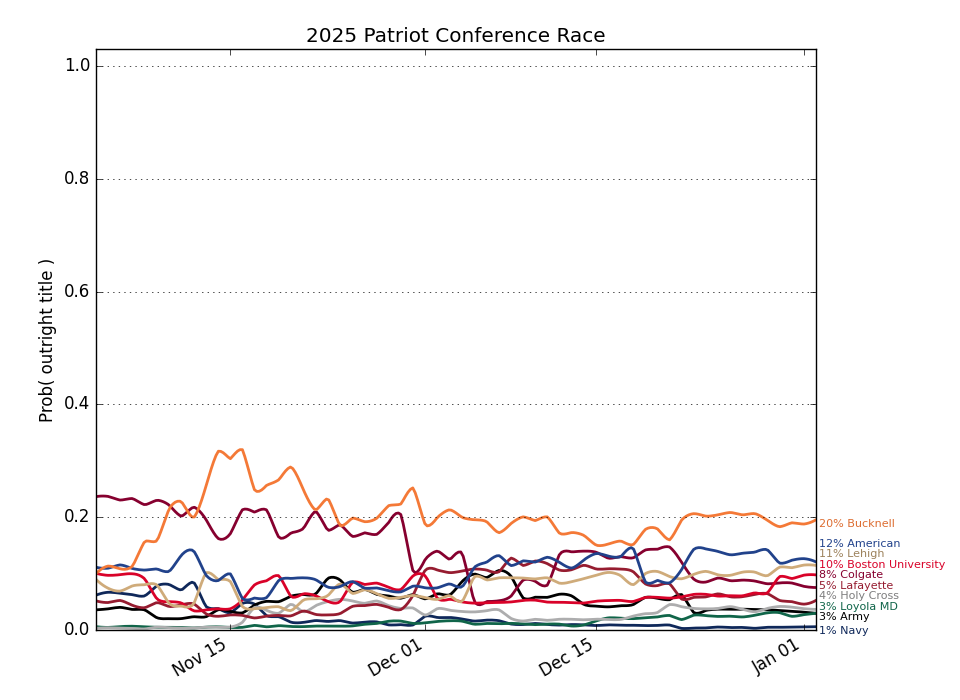 2025 Patriot Conference Race
1.0
0.8
0.6
0.4
0.2
0.0
Prob( outright title )
20% Bucknell
12% American
11% Lehigh
10% Boston University
8% Colgate
5% Lafayette
4% Holy Cross
3% Loyola MD
3% Army
1% Navy
Nov 15
Dec 01
Dec 15
Jan 01